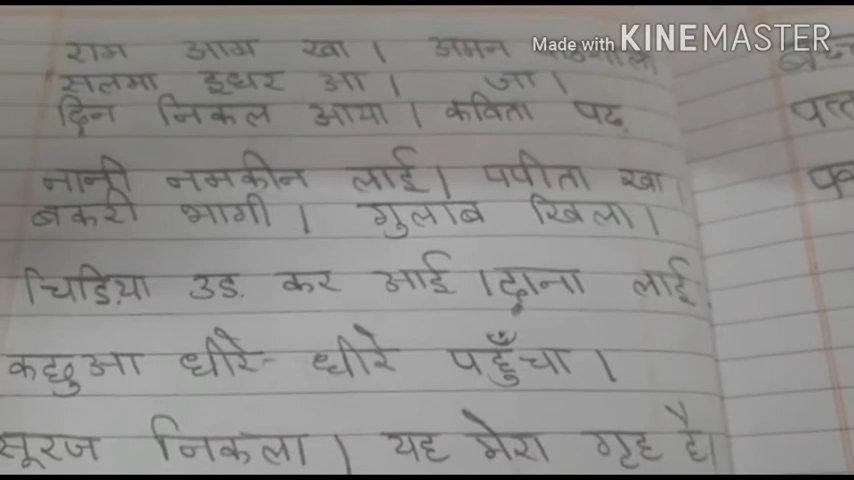 Made with KINEMASTER
राम आम खा। अमन
सलमा इधर आ। जा।
दिन निकल आया। कविता पढ़
नानी नमकीन लाई। पपीता खा
बकरी भागी। गुलाब खिला।
चिड़िया उड़ कर आई। दाना लाई
कछुआ धीरे-धीरे पहुँचा।
सूरज निकला। यह मेरा गृह है।